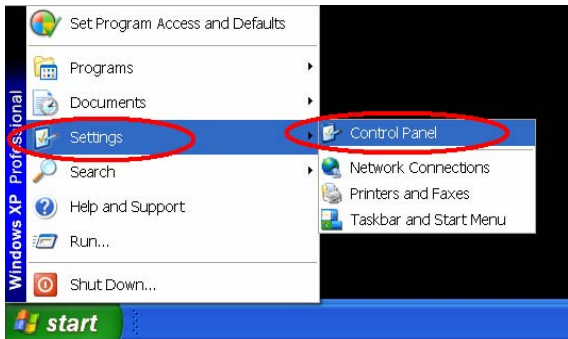 Set Program Access and Defaults
Programs
Documents
Settings
Search
Help and Support
Run...
Shut Down...
Control Panel
Network Connections
Printers and Faxes
Taskbar and Start Menu
Windows XP Professional
start